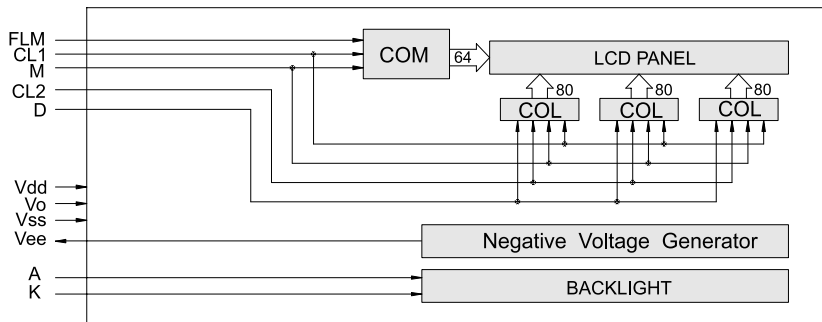 FLM
CL1
M
CL2
D
COM
64
LCD PANEL
80
80
80
COL
COL
COL
Vdd
Vo
Vss
Vee
Negative Voltage Generator
A
K
BACKLIGHT